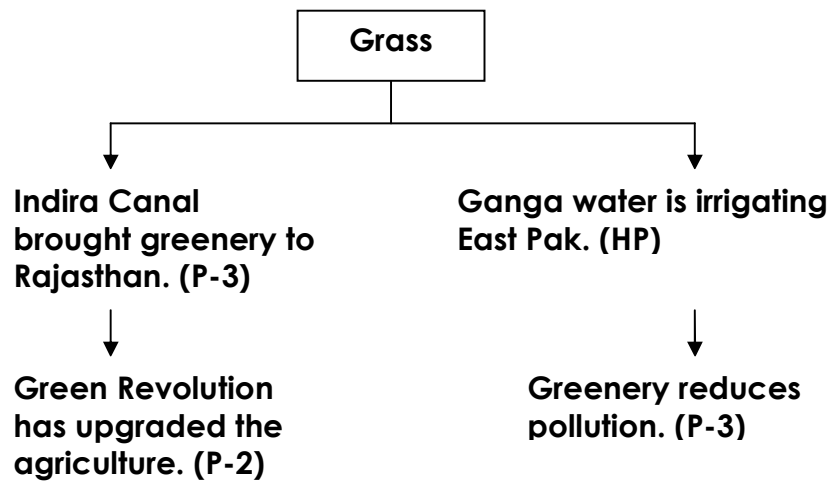 Grass
Indira Canal
brought greenery to
Rajasthan. (P-3)
Ganga water is irrigating
East Pak. (HP)
Green Revolution
has upgraded the
agriculture. (P-2)
Greenery reduces
pollution. (P-3)